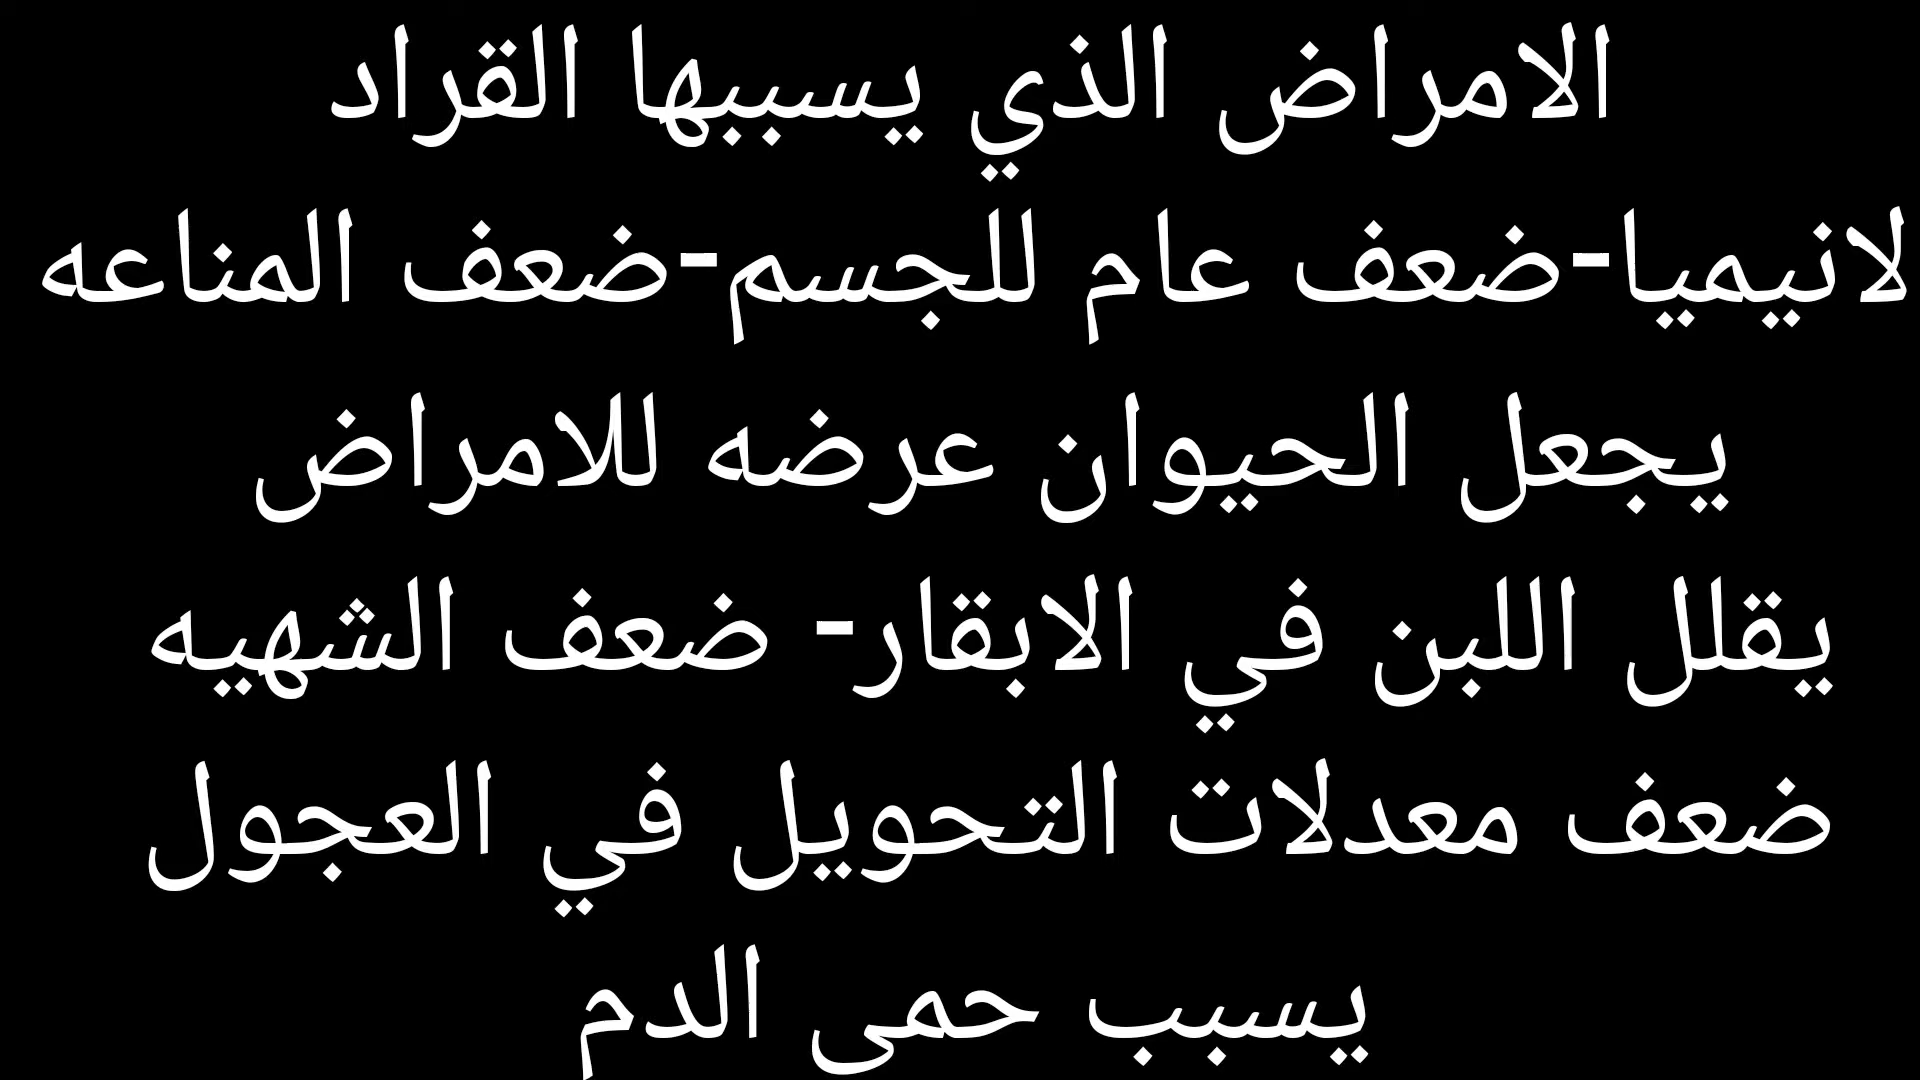 الامراض الذي يسببها القراد
لانيميا-ضعف عام للجسم-ضعف المناعه
يجعل الحيوان عرضه للامراض
يقلل اللبن في الابقار- ضعف الشهيه
ضعف معدلات التحويل في العجول
يسبب حمى الدم